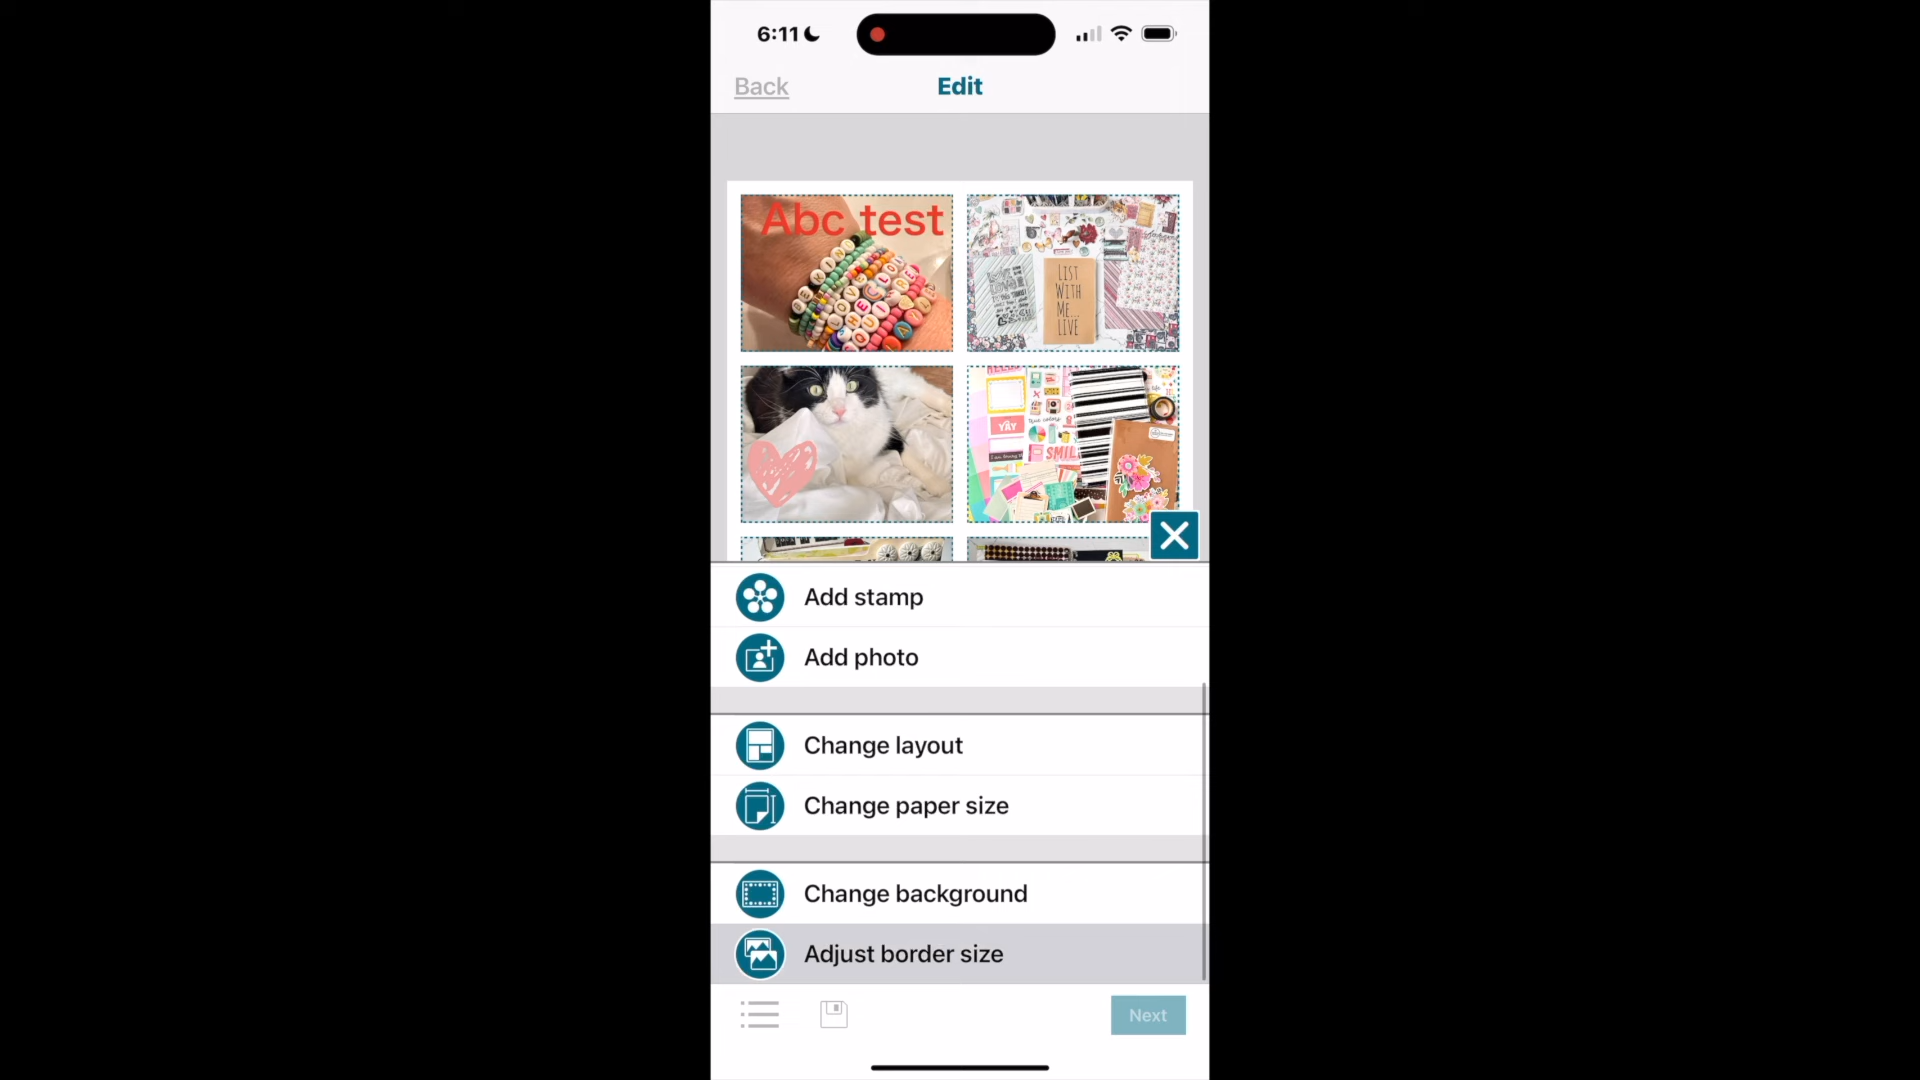 6:11
Back
Edit
Abc test
LIST
WITH
ME...
LIVE
YAY
SMIL
Add stamp
Add photo
Change layout
Change paper size
Change background
Adjust border size
Next